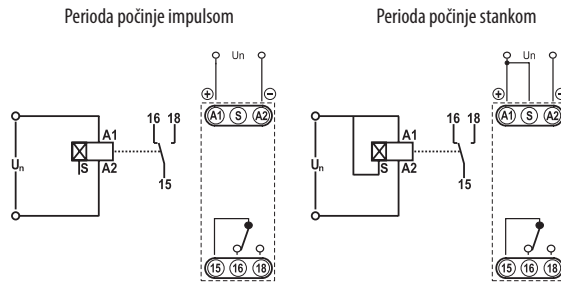 Perioda počinje impulsom
Un
A1 S A2
16 18
A1
Un
S A2
15
15 16 18
Perioda počinje stankom
Un
A1 S A2
16 18
A1
Un
S A2
15
15 16 18